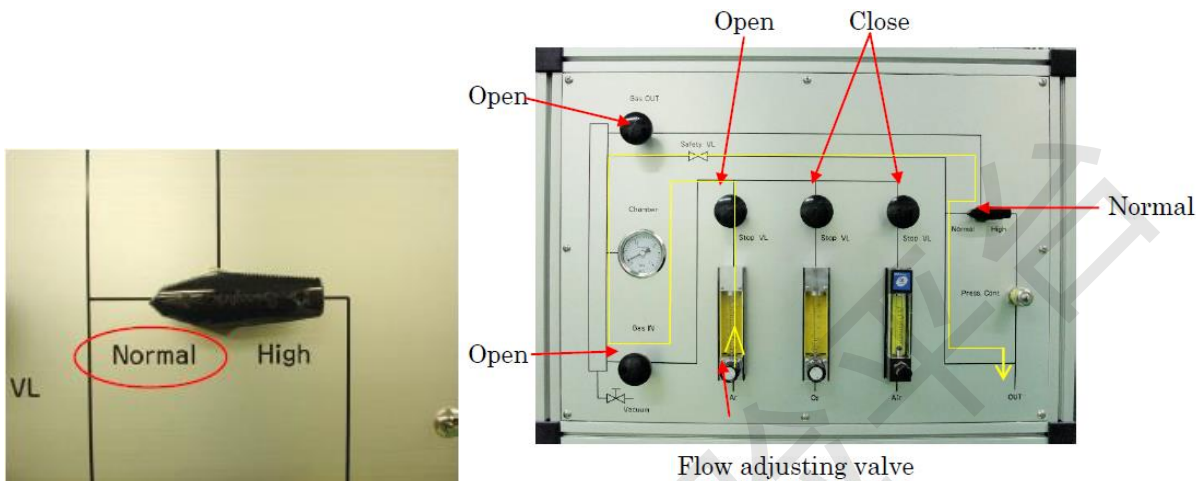 Normal
High
VL
Open
Close
Open
Normal
Open
Flow adjusting valve
Gas OUT
Safety VL
Chamber
Stop VL
Stop VL
Stop VL
Normal
High
Press. Cont
Gas IN
Vacuum
Ar
O₂
Air
OUT